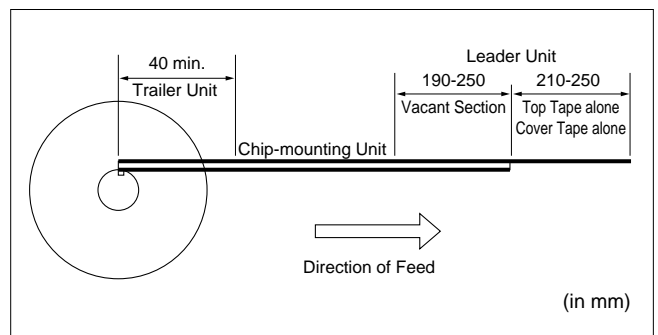 Leader Unit
40 min.
190-250
210-250
Trailer Unit
Vacant Section
Top Tape alone
Cover Tape alone
Chip-mounting Unit
Direction of Feed
(in mm)